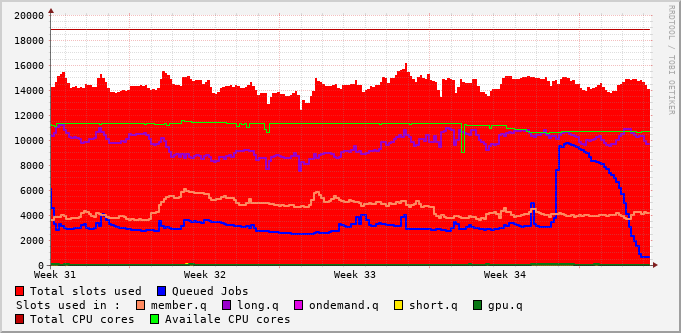 20000
18000
16000
14000
12000
10000
8000
6000
4000
2000
0
Week 31 Week 32 Week 33 Week 34
RRDTOOL / TOBI OETIKER
Total slots used Queued Jobs
Slots used in : member.q long.q ondemand.q short.q gpu.q
Total CPU cores Availale CPU cores